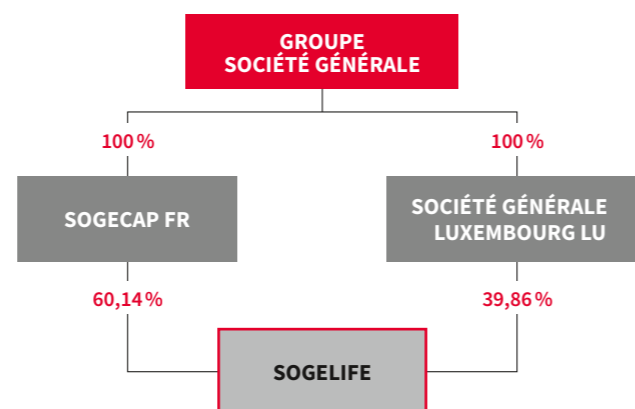 GROUPE
SOCIÉTÉ GÉNÉRALE
100 %
100 %
SOGECAP FR
SOCIÉTÉ GÉNÉRALE
LUXEMBOURG LU
60,14 %
39,86 %
SOGELIFE